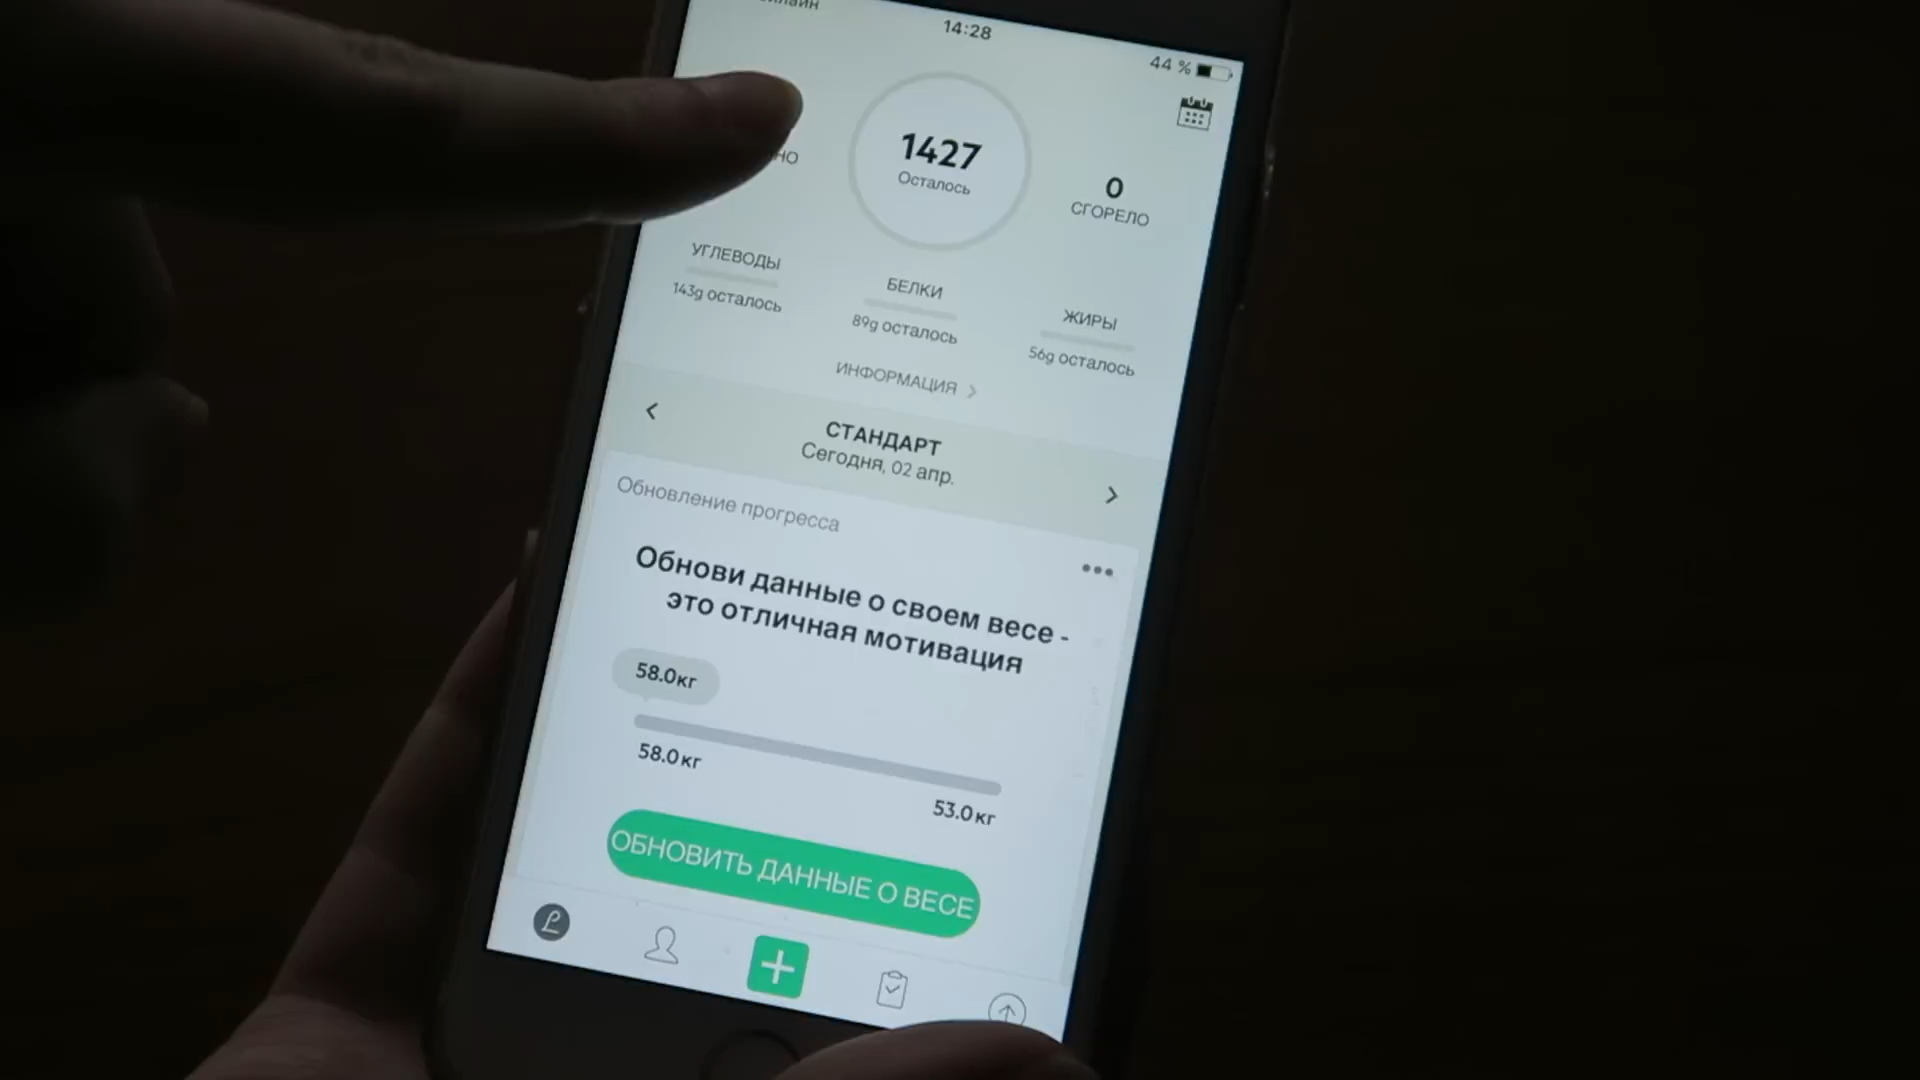 14:28
44 %
1427
Осталось
0
СГОРЕЛО
УГЛЕВОДЫ
143g осталось
БЕЛКИ
89g осталось
ЖИРЫ
56g осталось
ИНФОРМАЦИЯ >
СТАНДАРТ
Сегодня, 02 апр.
Обновление прогресса
Обнови данные о своем весе -
это отличная мотивация
58.0кг
58.0кг
53.0кг
ОБНОВИТЬ ДАННЫЕ О ВЕСЕ